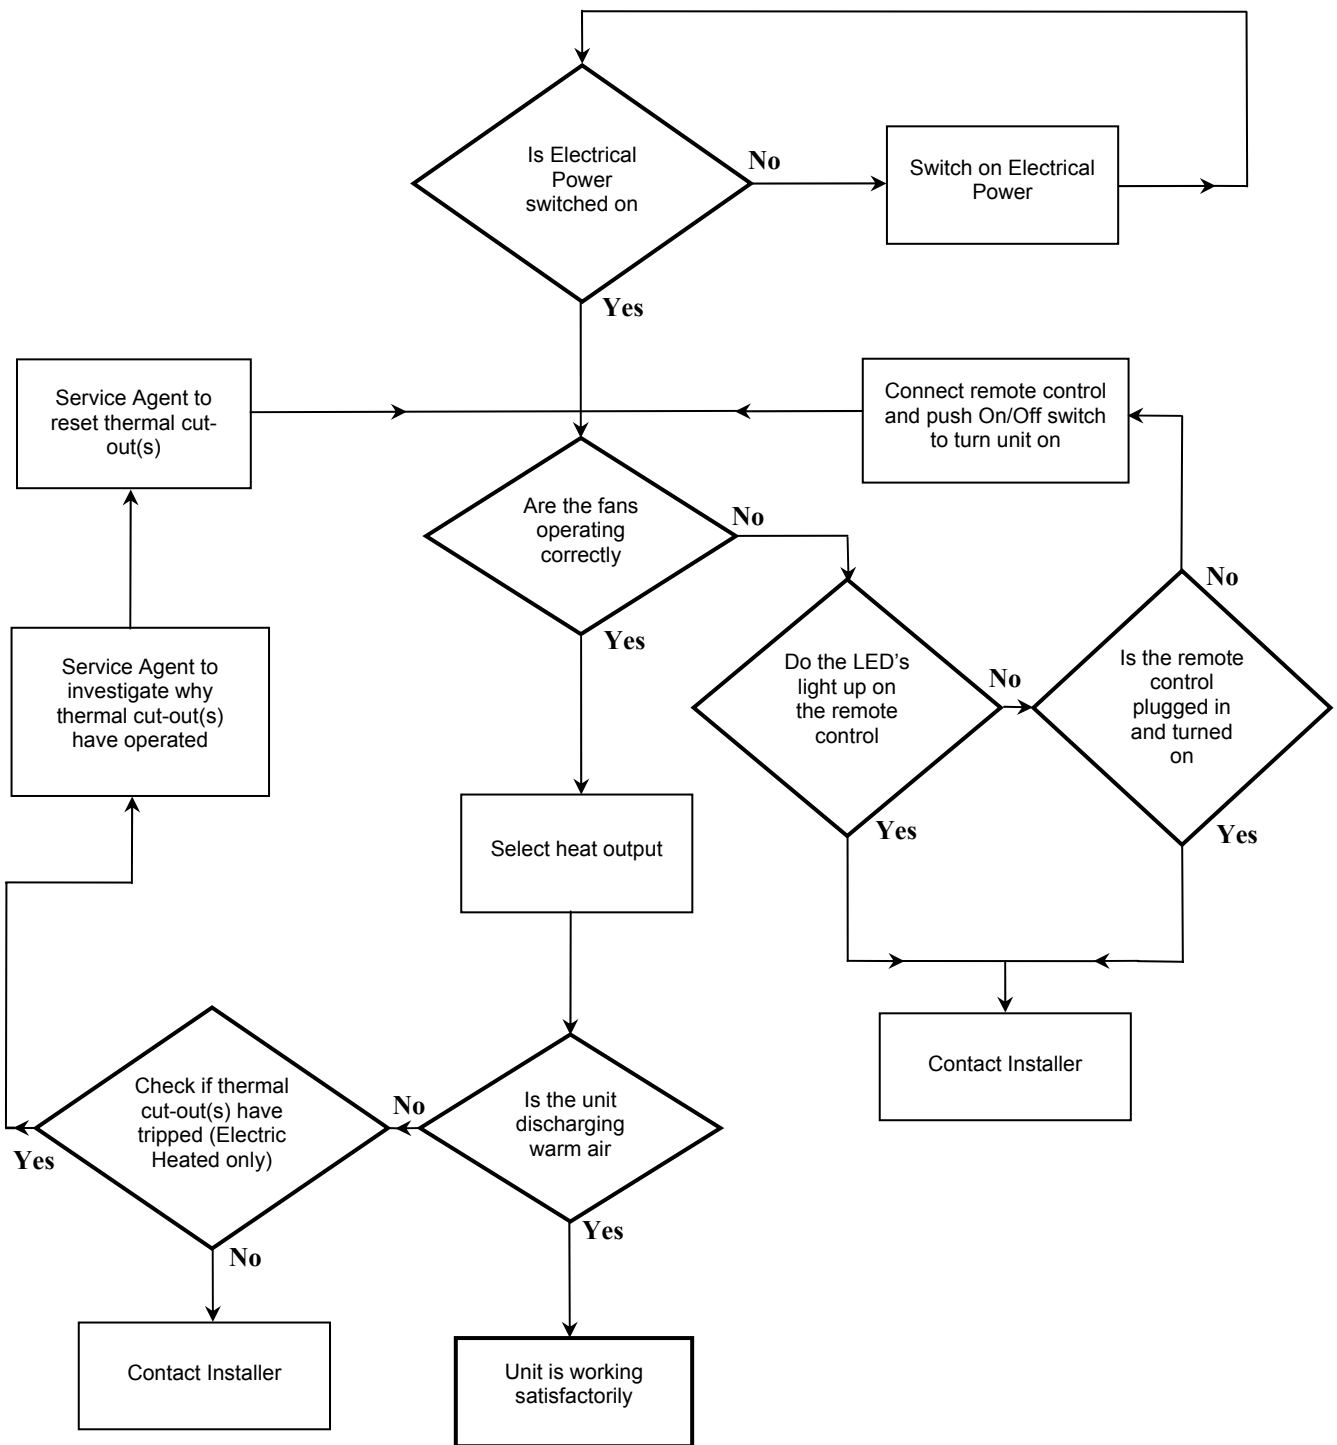 Is Electrical
Power
switched on
No
Switch on Electrical
Power
Yes
Service Agent to
reset thermal cut-
out(s)
Connect remote control
and push On/Off switch
to turn unit on
Are the fans
operating
correctly
No
No
Yes
Service Agent to
investigate why
thermal cut-out(s)
have operated
Do the LED's
light up on
the remote
control
No
Is the remote
control
plugged in
and turned
on
Yes
Yes
Select heat output
Contact Installer
Check if thermal
cut-out(s) have
tripped (Electric
Heated only)
No
Is the unit
discharging
warm air
Yes
Yes
No
Contact Installer
Unit is working
satisfactorily